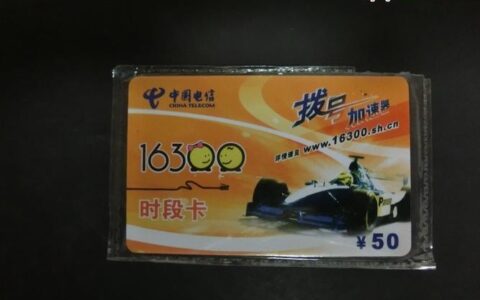 中国电信
CHINA TELECOM
拨号
加速器
详情请见 www.16300.sh.cn
16300
时段卡
¥50